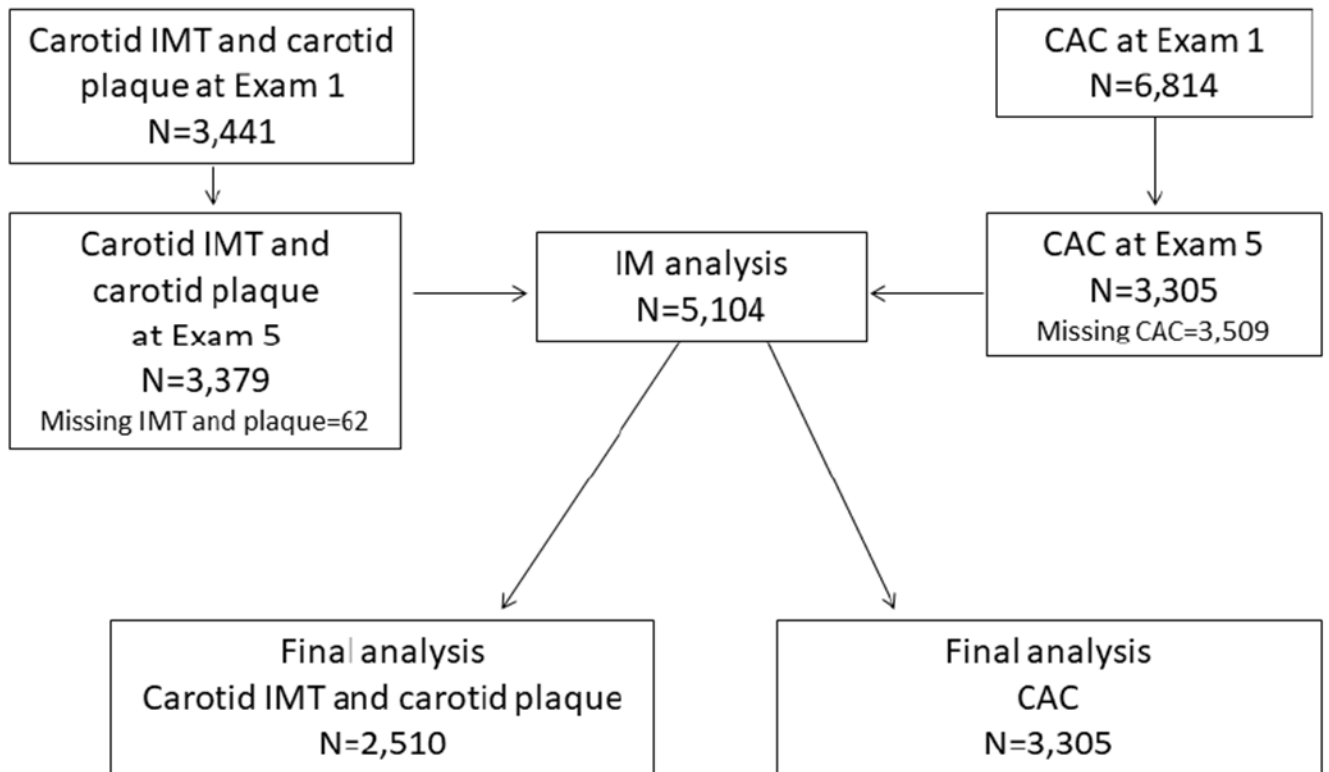 Carotid IMT and carotid
plaque at Exam 1
N=3,441
CAC at Exam 1
N=6,814
Carotid IMT and
carotid plaque
at Exam 5
N=3,379
Missing IMT and plaque=62
IM analysis
N=5,104
CAC at Exam 5
N=3,305
Missing CAC=3,509
Final analysis
Carotid IMT and carotid plaque
N=2,510
Final analysis
CAC
N=3,305